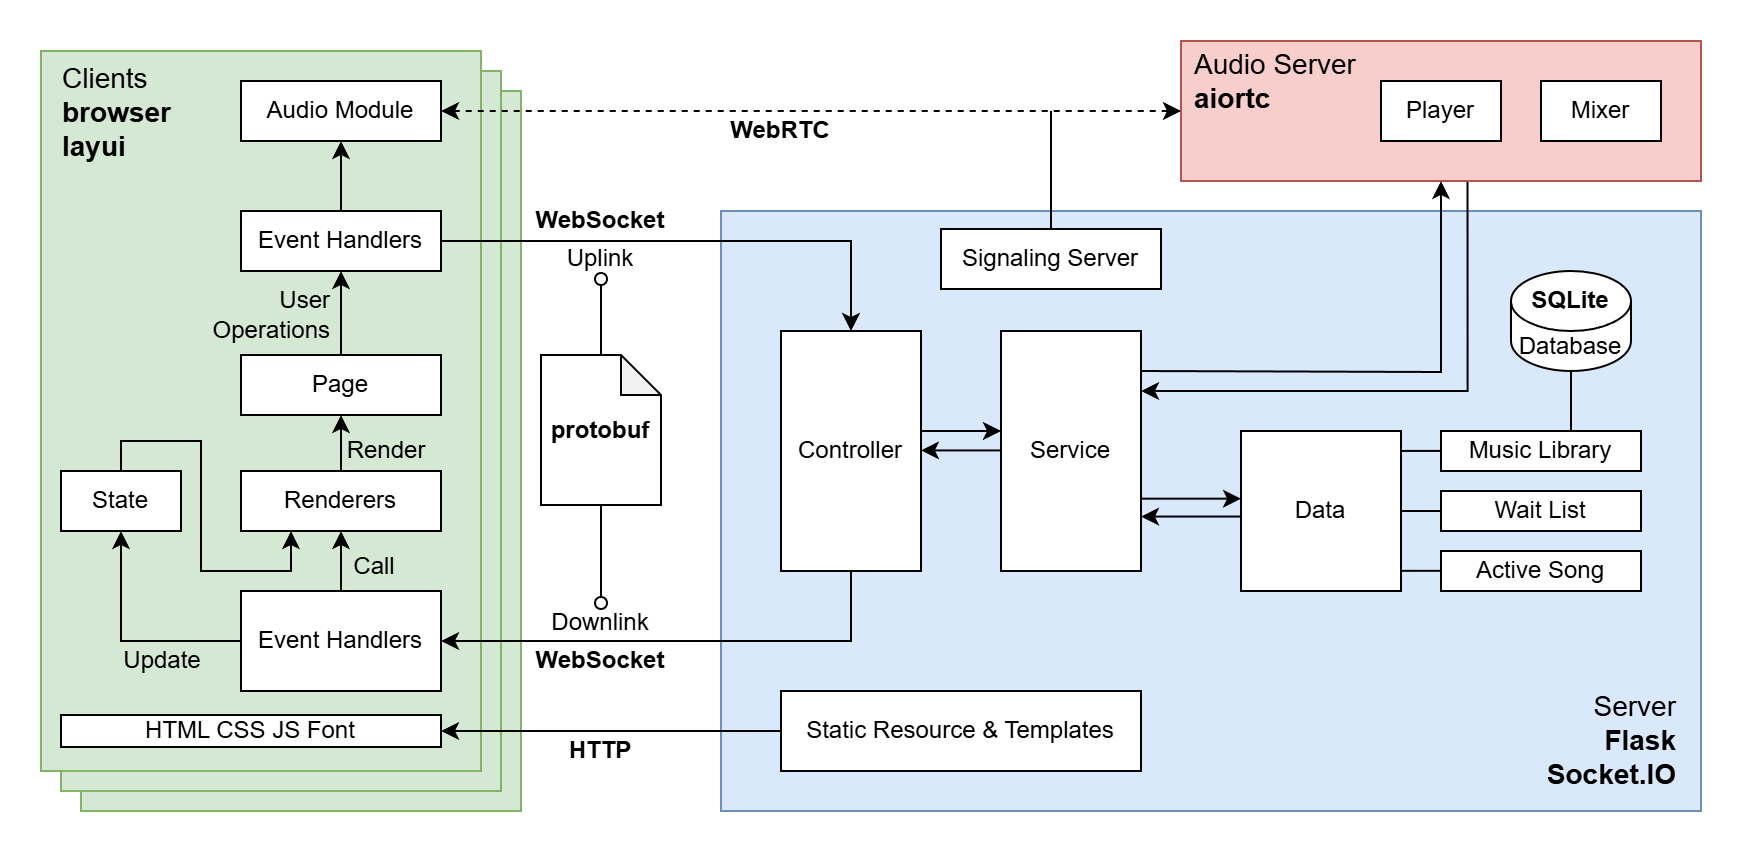 Clients
browser
layui
Audio Module
Event Handlers
User
Operations
Page
Render
State
Renderers
Call
Event Handlers
Update
HTML CSS JS Font
WebRTC
WebSocket
Uplink
protobuf
Downlink
WebSocket
HTTP
Audio Server
aiortc
Player
Mixer
Signaling Server
Controller
Service
Data
SQLite
Database
Music Library
Wait List
Active Song
Static Resource & Templates
Server
Flask
Socket.IO